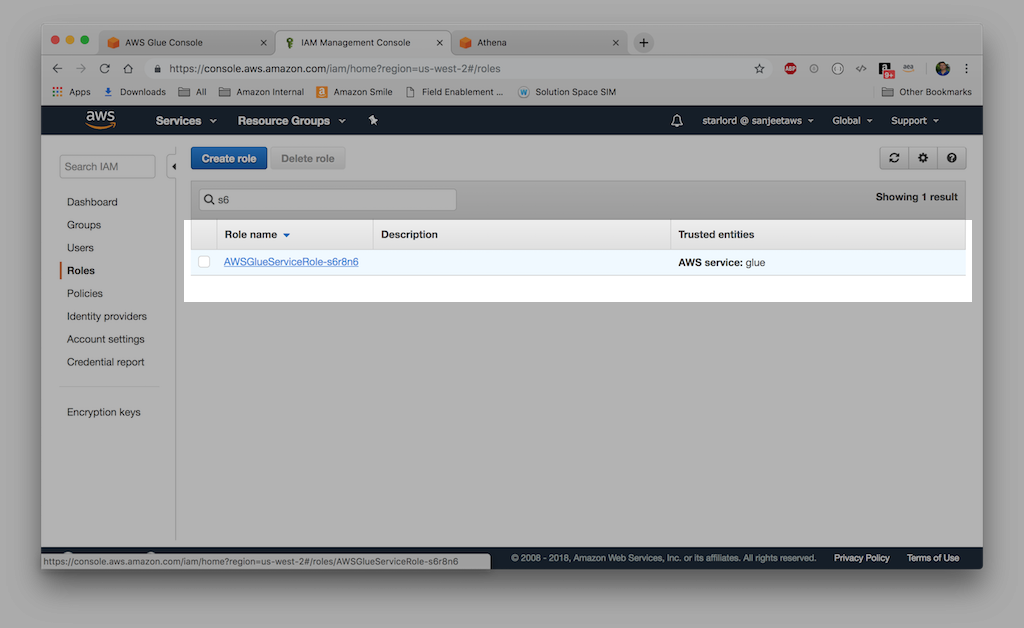 AWS Glue Console
IAM Management Console
Athena
https://console.aws.amazon.com/iam/home?region=us-west-2#/roles
ABP
9+
Apps
Downloads
All
Amazon Internal
Amazon Smile
Field Enablement ...
Solution Space SIM
Other Bookmarks
aws
Services
Resource Groups
starlord @ sanjeetaws
Global
Support
Search IAM
Create role
Delete role
Dashboard
Groups
Users
Roles
Policies
Identity providers
Account settings
Credential report
Encryption keys
s6
Showing 1 result
Role name
Description
Trusted entities
AWSGlueServiceRole-s6r8n6
AWS service: glue
https://console.aws.amazon.com/iam/home?region=us-west-2#/roles/AWSGlueServiceRole-s6r8n6
© 2008 - 2018, Amazon Web Services, Inc. or its affiliates. All rights reserved.
Privacy Policy
Terms of Use